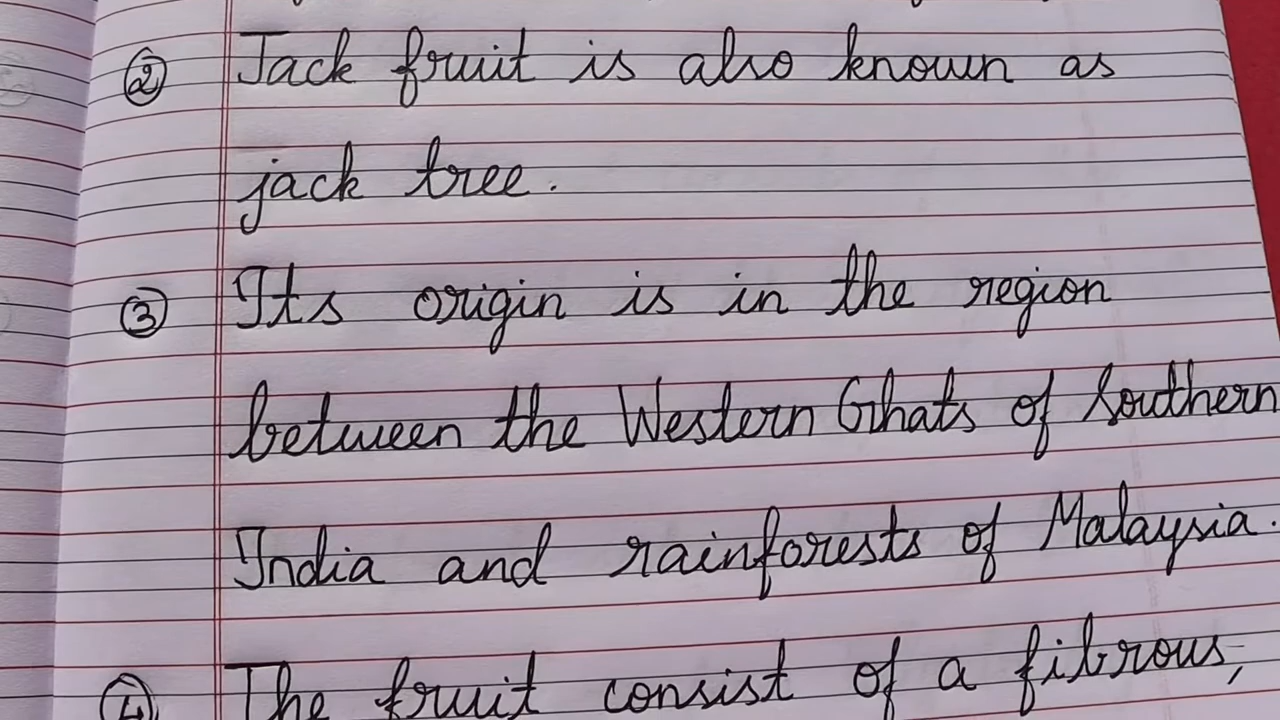 ② Jack fruit is also known as
jack tree.
③ Its origin is in the region
between the Western Ghats of Southern
India and rainforests of Malaysia.
④ The fruit consist of a fibrous,